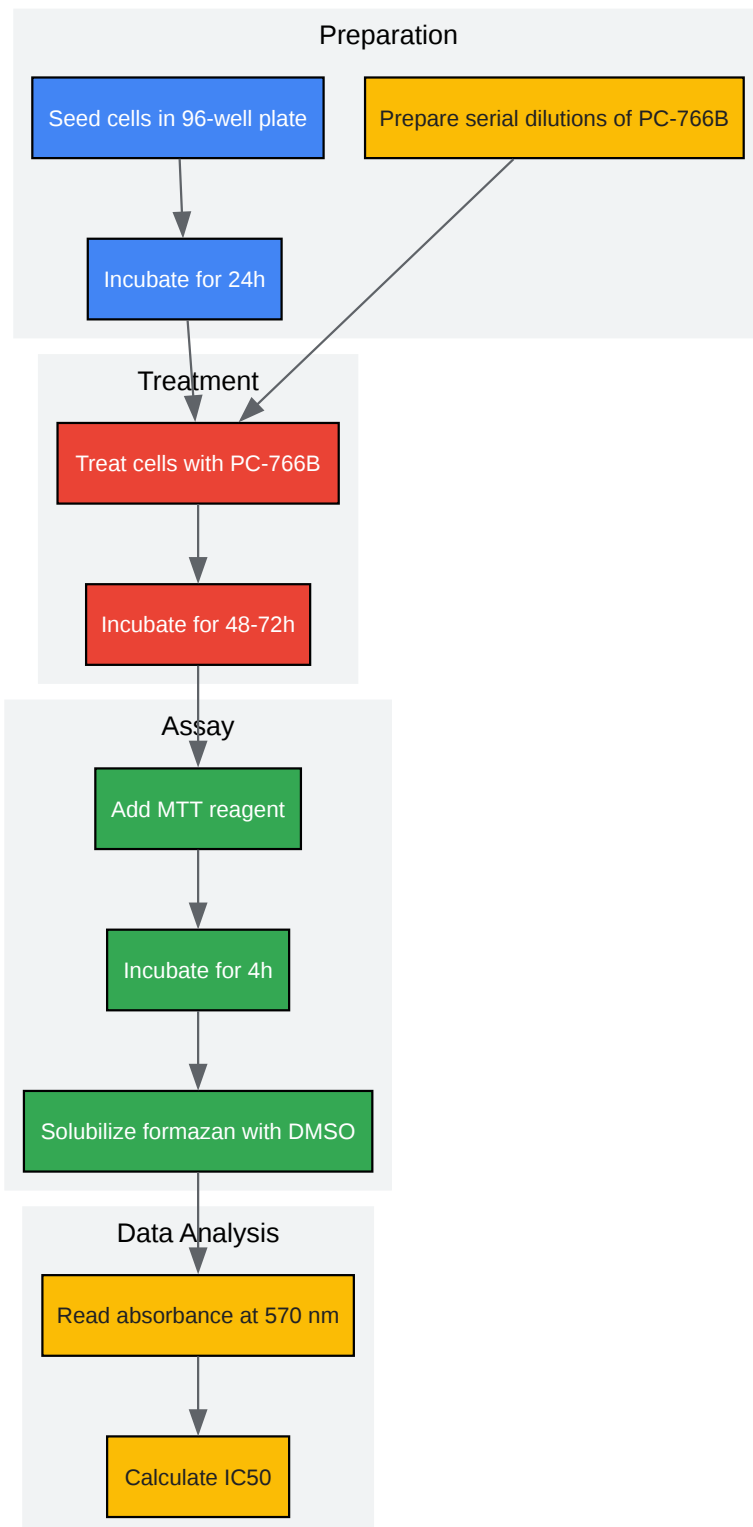 Preparation
Seed cells in 96-well plate
Prepare serial dilutions of PC-766B
Incubate for 24h
Treatment
Treat cells with PC-766B
Incubate for 48-72h
Assay
Add MTT reagent
Incubate for 4h
Solubilize formazan with DMSO
Data Analysis
Read absorbance at 570 nm
Calculate IC50